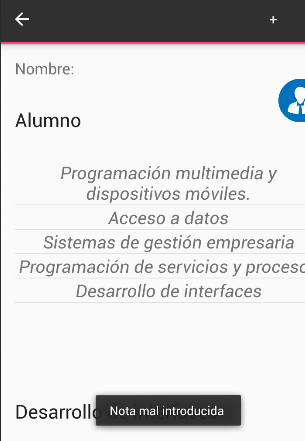 +
Nombre:
Alumno
Programación multimedia y
dispositivos móviles.
Acceso a datos
Sistemas de gestión empresaria
Programación de servicios y proceso
Desarrollo de interfaces
Desarrollo
Nota mal introducida